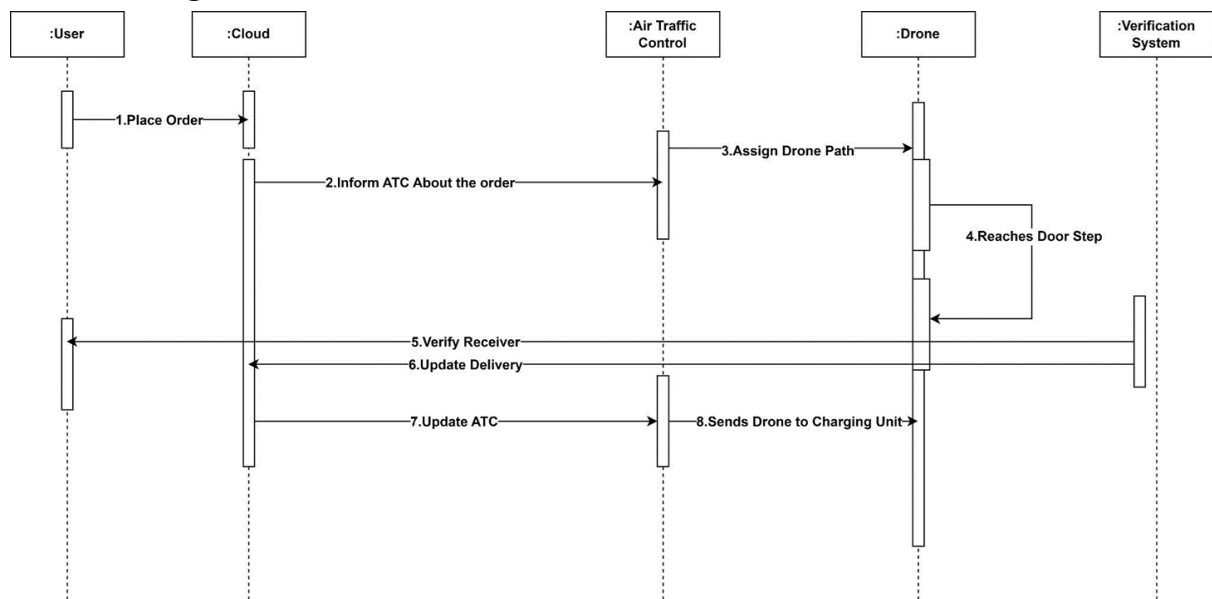 :User
:Cloud
:Air Traffic
Control
:Drone
:Verification
System
1.Place Order
3.Assign Drone Path
2.Inform ATC About the order
4.Reaches Door Step
5.Verify Receiver
6.Update Delivery
7.Update ATC
8.Sends Drone to Charging Unit